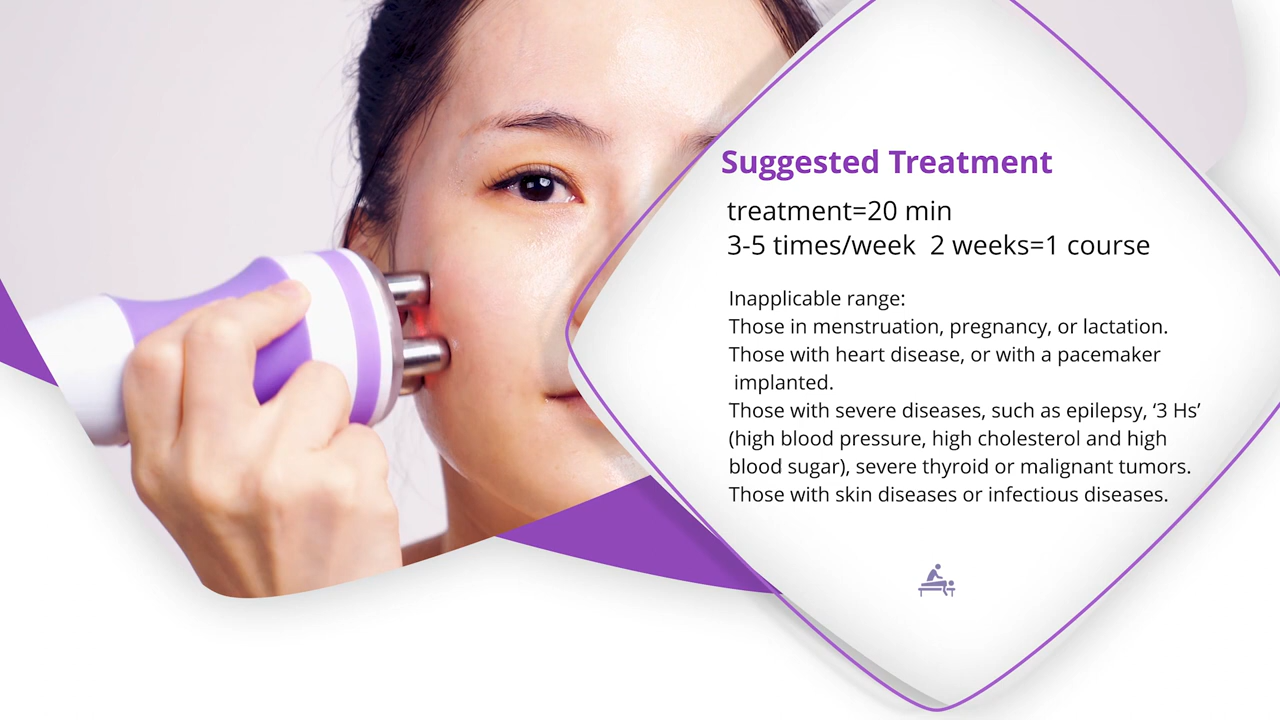 Suggested Treatment
treatment=20 min
3-5 times/week 2 weeks=1 course
Inapplicable range:
Those in menstruation, pregnancy, or lactation.
Those with heart disease, or with a pacemaker
implanted.
Those with severe diseases, such as epilepsy, ‘3 Hs’
(high blood pressure, high cholesterol and high
blood sugar), severe thyroid or malignant tumors.
Those with skin diseases or infectious diseases.